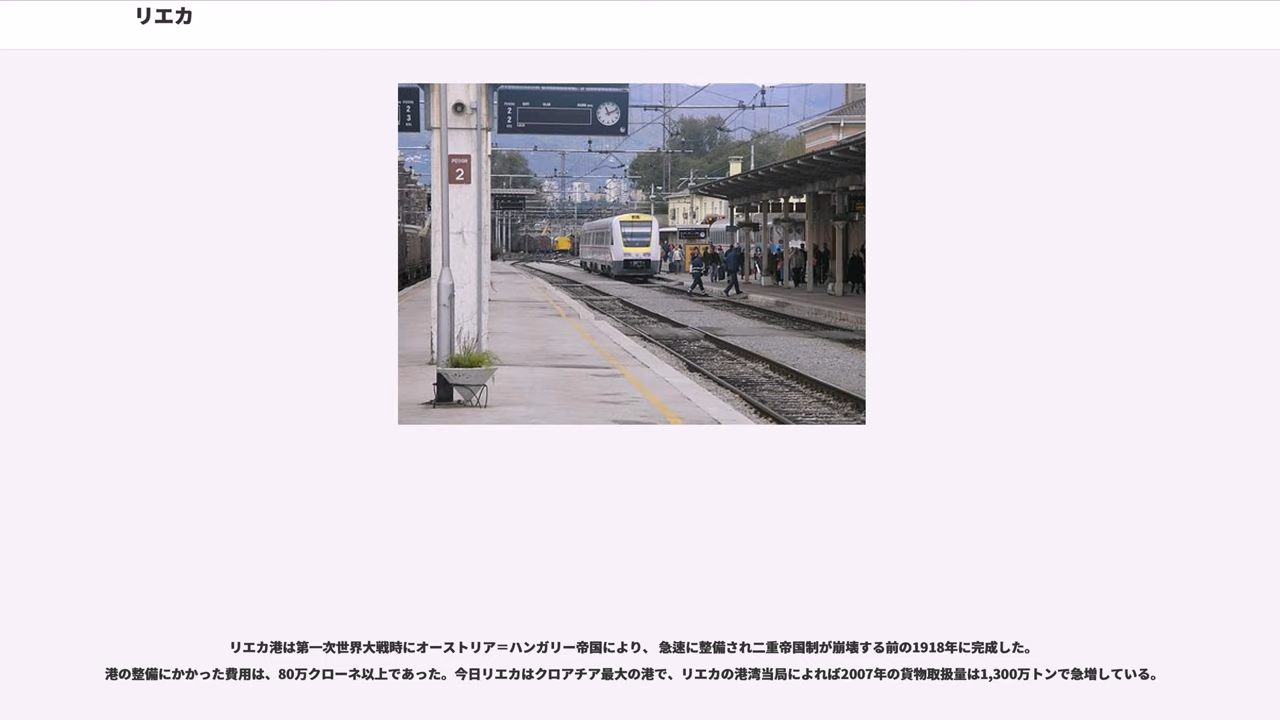 リエカ
2
3
2
2
PERON
2
リエカ港は第一次世界大戦時にオーストリア＝ハンガリー帝国により、 急速に整備され二重帝国制が崩壊する前の1918年に完成した。
港の整備にかかった費用は、80万クローネ以上であった。今日リエカはクロアチア最大の港で、リエカの港湾当局によれば2007年の貨物取扱量は1,300万トンで急増している。